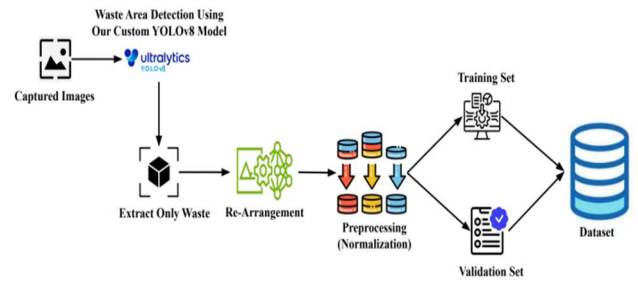 Waste Area Detection Using
Our Custom YOLOv8 Model
ultralytics
YOLOv8
Captured Images
Extract Only Waste
Re-Arrangement
Preprocessing
(Normalization)
Training Set
Validation Set
Dataset